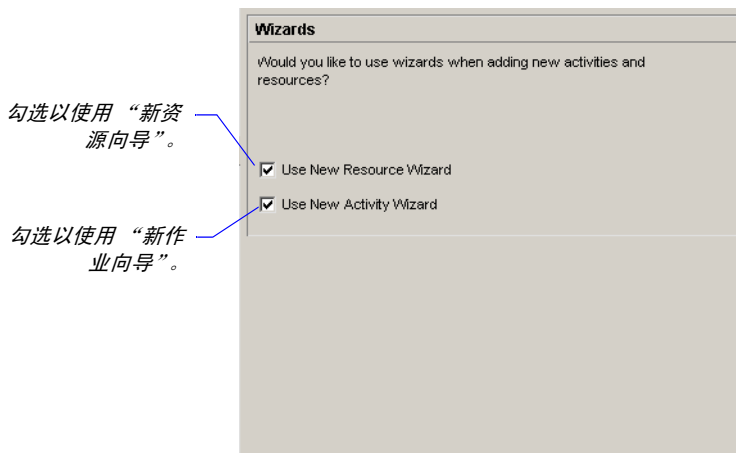 Wizards
Would you like to use wizards when adding new activities and
resources?
勾选以使用 “新资
源向导”。
Use New Resource Wizard
Use New Activity Wizard
勾选以使用 “新作
业向导”。